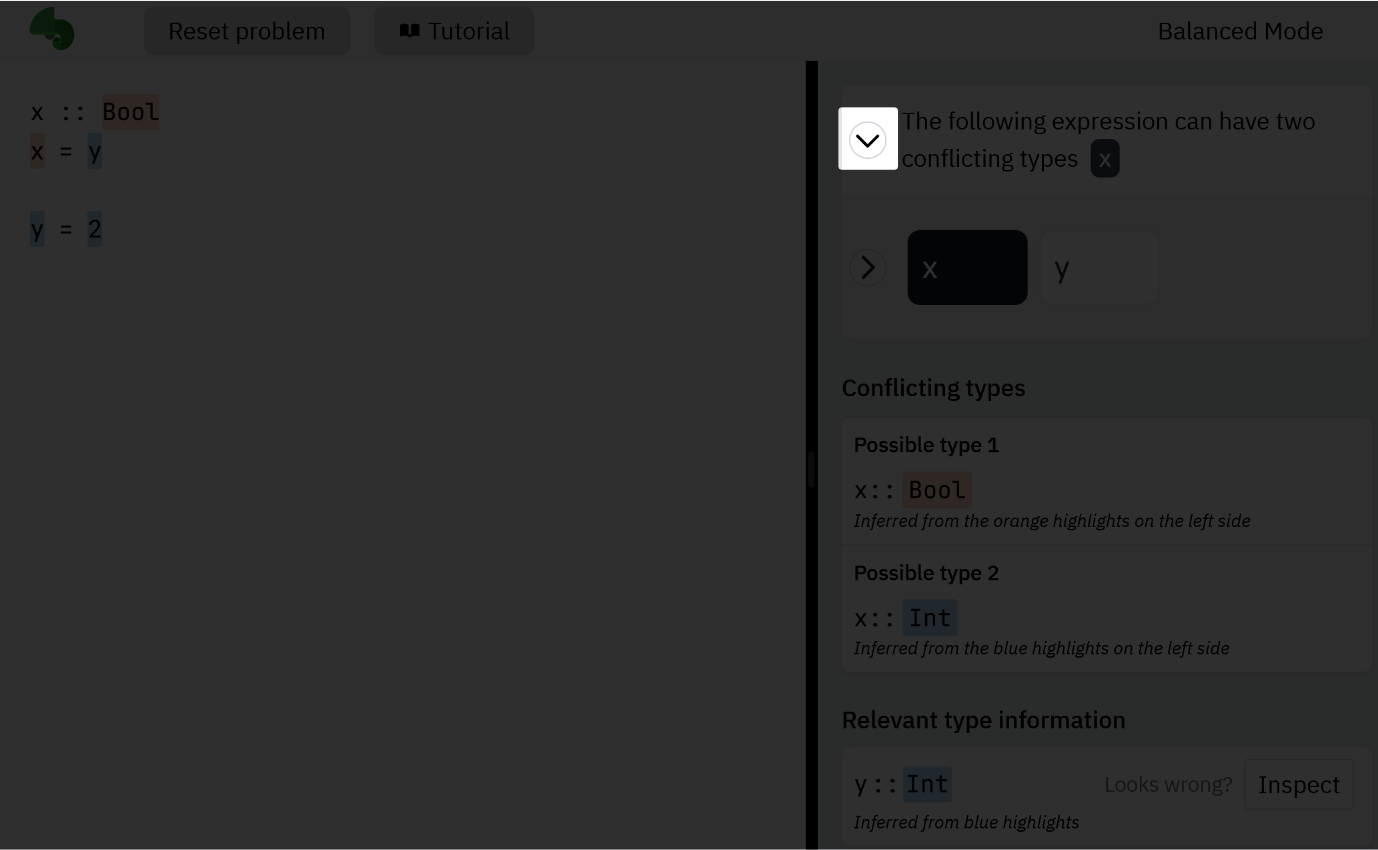 Reset problem
Tutorial
Balanced Mode
x :: Bool
x = y
y = 2
The following expression can have two
conflicting types x
x
y
Conflicting types
Possible type 1
x:: Bool
Inferred from the orange highlights on the left side
Possible type 2
x:: Int
Inferred from the blue highlights on the left side
Relevant type information
y:: Int
Looks wrong?
Inspect
Inferred from blue highlights